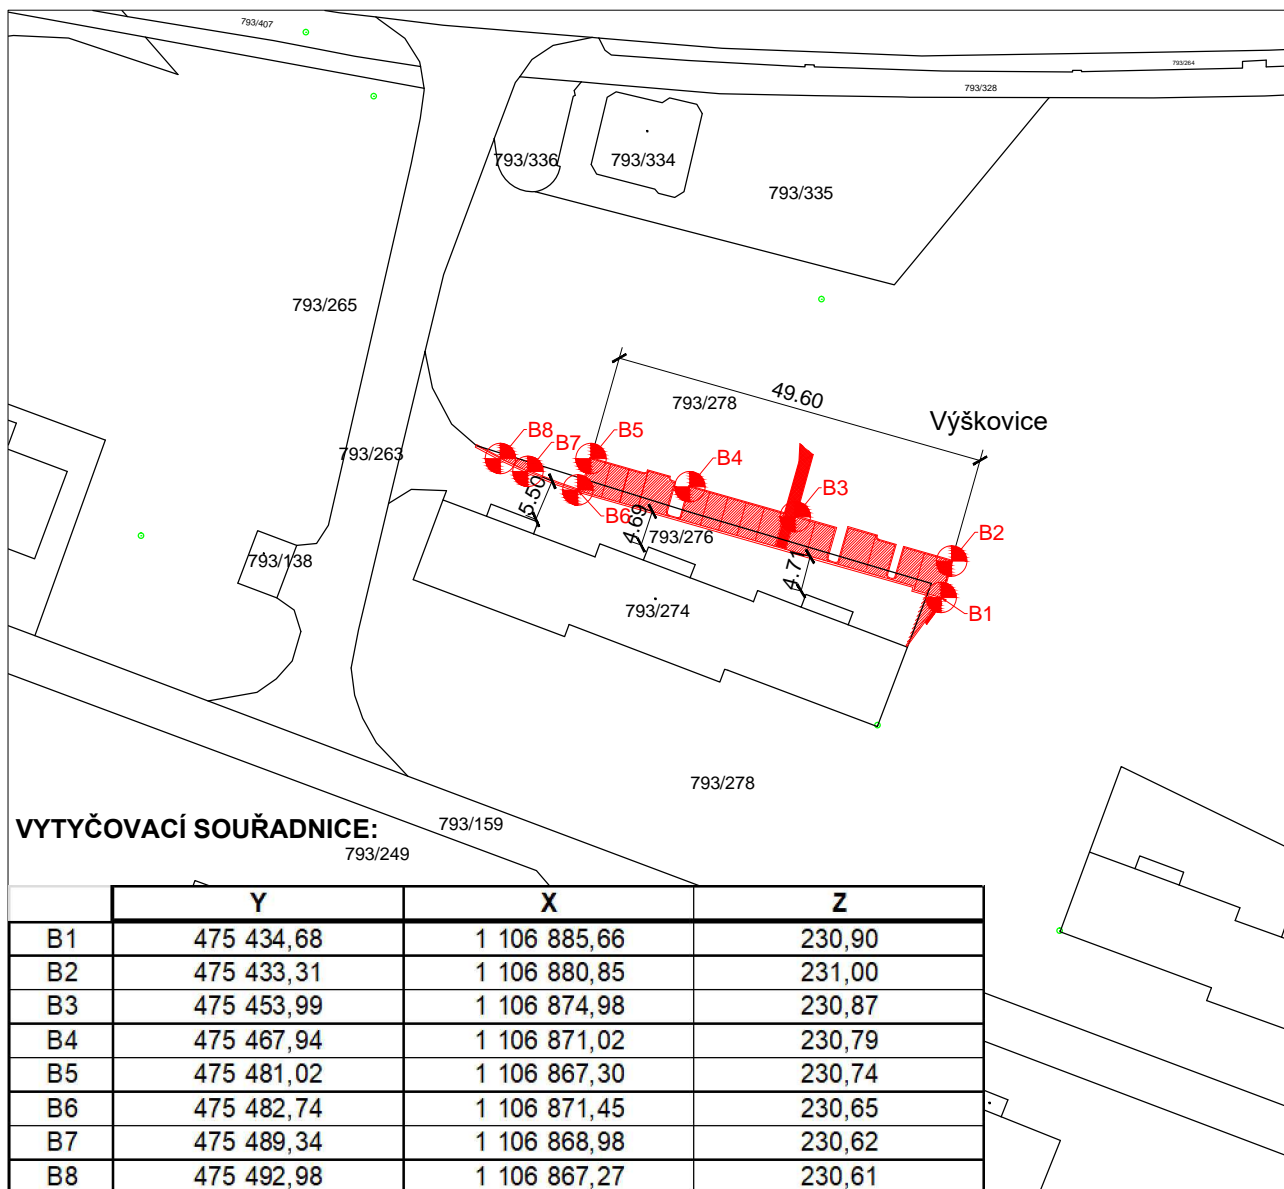 793/407
793/264
793/328
793/336
793/334
793/335
793/265
49.60
793/278
Výškovice
B8
B7
B5
793/263
B4
5.50
B3
B6
4.69
793/276
B2
793/138
4.71
793/274
B1
793/278
VYTYČOVACÍ SOUŘADNICE:
793/159
793/249
Y X Z
B1 475 434,68 1 106 885,66 230,90
B2 475 433,31 1 106 880,85 231,00
B3 475 453,99 1 106 874,98 230,87
B4 475 467,94 1 106 871,02 230,79
B5 475 481,02 1 106 867,30 230,74
B6 475 482,74 1 106 871,45 230,65
B7 475 489,34 1 106 868,98 230,62
B8 475 492,98 1 106 867,27 230,61